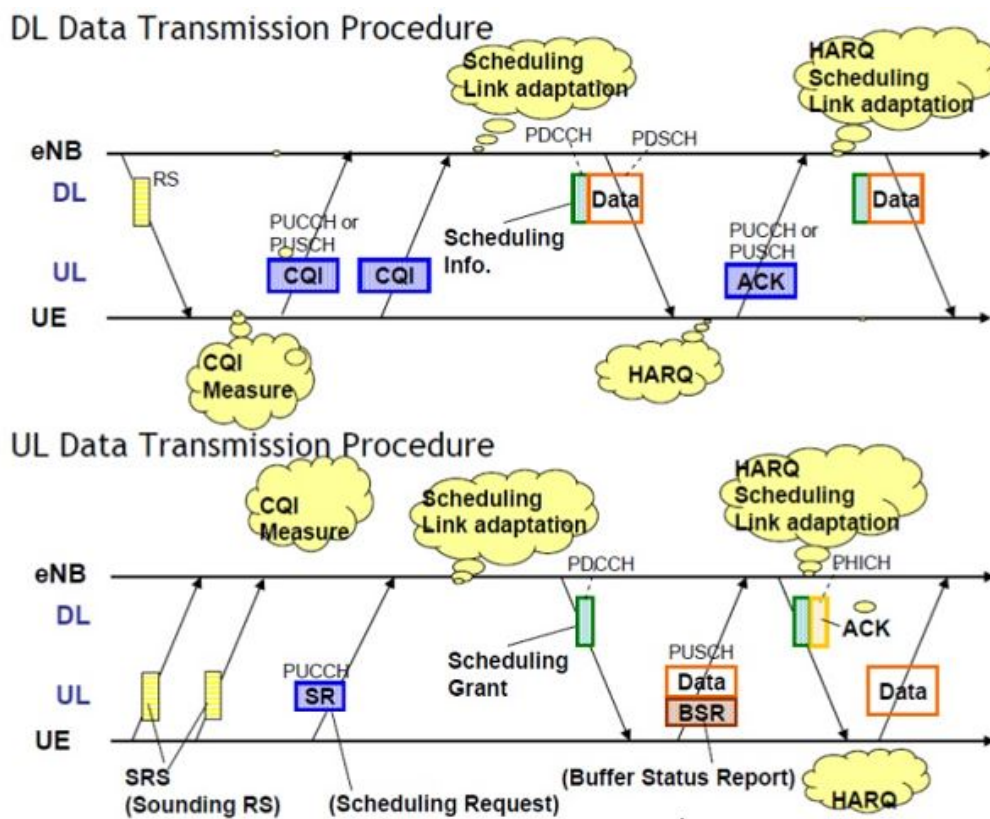 DL Data Transmission Procedure
Scheduling
Link adaptation
HARQ
Scheduling
Link adaptation
PDCCH
PDSCH
eNB
RS
DL
Data
Data
PUCCH or
PUSCH
Scheduling
Info.
PUCCH or
PUSCH
UL
CQI
CQI
ACK
UE
CQI
Measure
HARQ
UL Data Transmission Procedure
CQI
Measure
Scheduling
Link adaptation
HARQ
Scheduling
Link adaptation
eNB
PDCCH
PHICH
DL
ACK
PUCCH
Scheduling
Grant
PUSCH
UL
SR
Data
BSR
Data
UE
SRS
(Sounding RS)
(Scheduling Request)
(Buffer Status Report)
HARQ